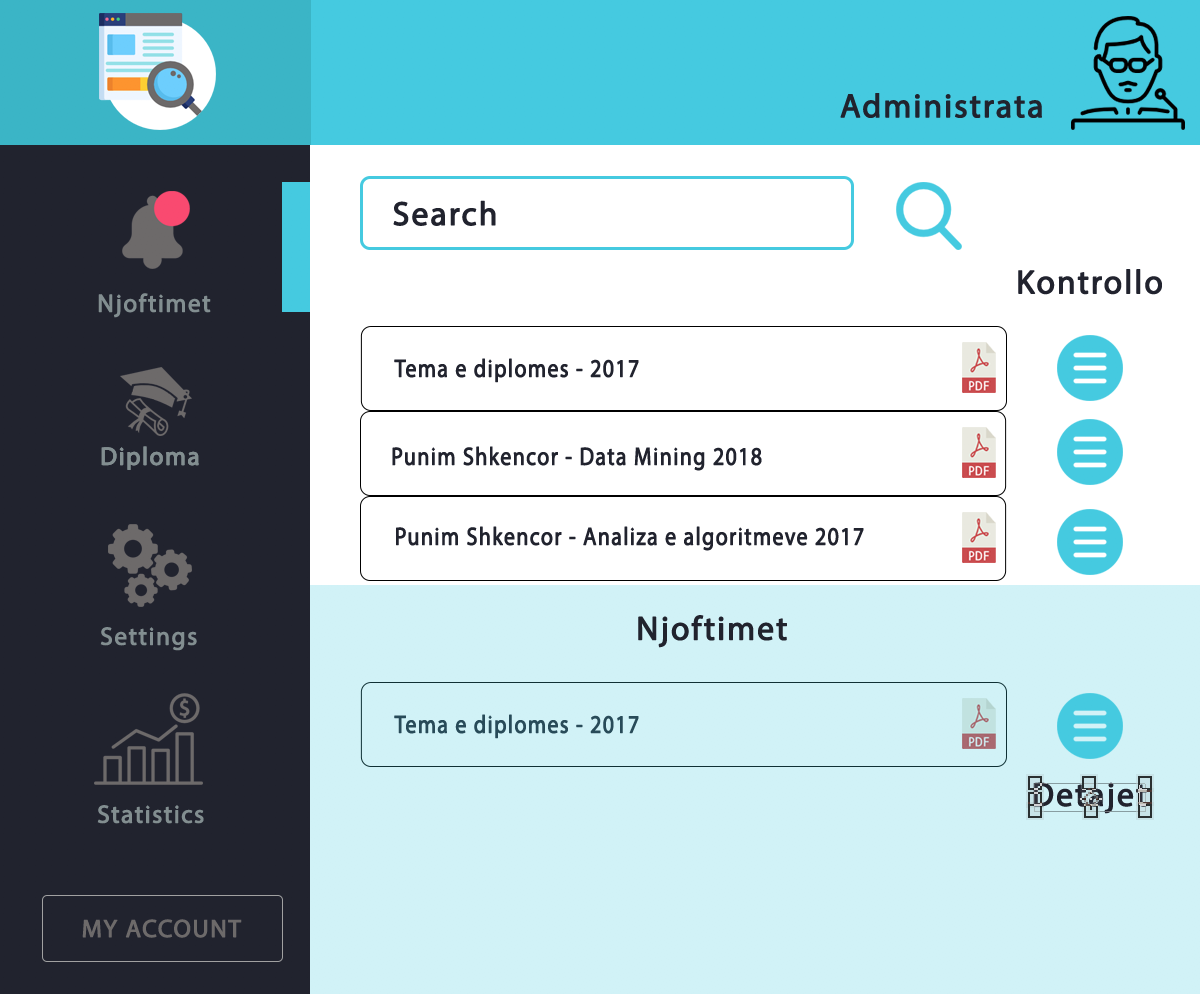 Administrata
Njoftimet
Diploma
Settings
$
Statistics
MY ACCOUNT
Search
Kontrollo
Tema e diplomes - 2017
PDF
Punim Shkencor - Data Mining 2018
PDF
Punim Shkencor - Analiza e algoritmeve 2017
PDF
Njoftimet
Tema e diplomes - 2017
PDF
Detajet